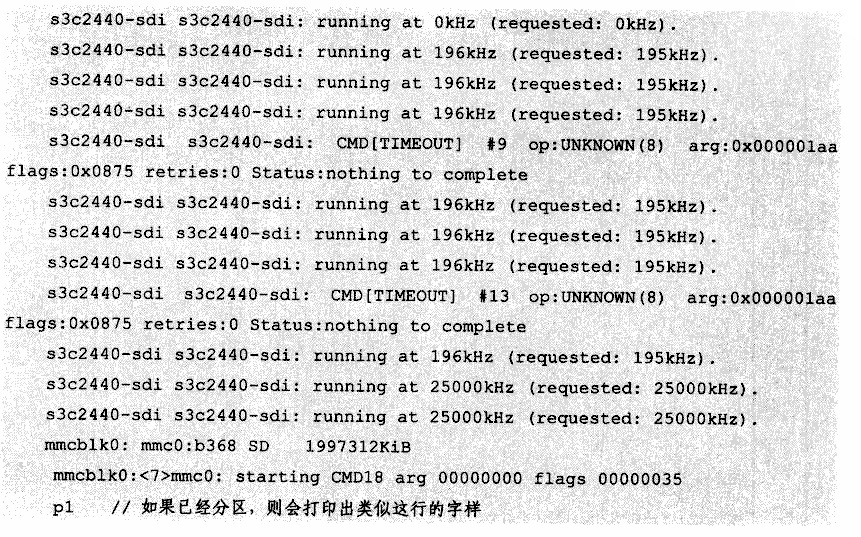 s3c2440-sdi s3c2440-sdi: running at 0kHz (requested: 0kHz).
s3c2440-sdi s3c2440-sdi: running at 196kHz (requested: 195kHz).
s3c2440-sdi s3c2440-sdi: running at 196kHz (requested: 195kHz).
s3c2440-sdi s3c2440-sdi: running at 196kHz (requested: 195kHz).
s3c2440-sdi s3c2440-sdi: CMD[TIMEOUT] #9 op:UNKNOWN(8) arg:0x000001aa
flags:0x0875 retries:0 Status:nothing to complete
s3c2440-sdi s3c2440-sdi: running at 196kHz (requested: 195kHz).
s3c2440-sdi s3c2440-sdi: running at 196kHz (requested: 195kHz).
s3c2440-sdi s3c2440-sdi: running at 196kHz (requested: 195kHz).
s3c2440-sdi s3c2440-sdi: CMD[TIMEOUT] #13 op:UNKNOWN(8) arg:0x000001aa
flags:0x0875 retries:0 Status:nothing to complete
s3c2440-sdi s3c2440-sdi: running at 196kHz (requested: 195kHz).
s3c2440-sdi s3c2440-sdi: running at 25000kHz (requested: 25000kHz).
s3c2440-sdi s3c2440-sdi: running at 25000kHz (requested: 25000kHz).
mmcblk0: mmc0:b368 SD 1997312KiB
mmcblk0:<7>mmc0: starting CMD18 arg 00000000 flags 00000035
p1 // 如果已经分区，则会打印出类似这行的字样